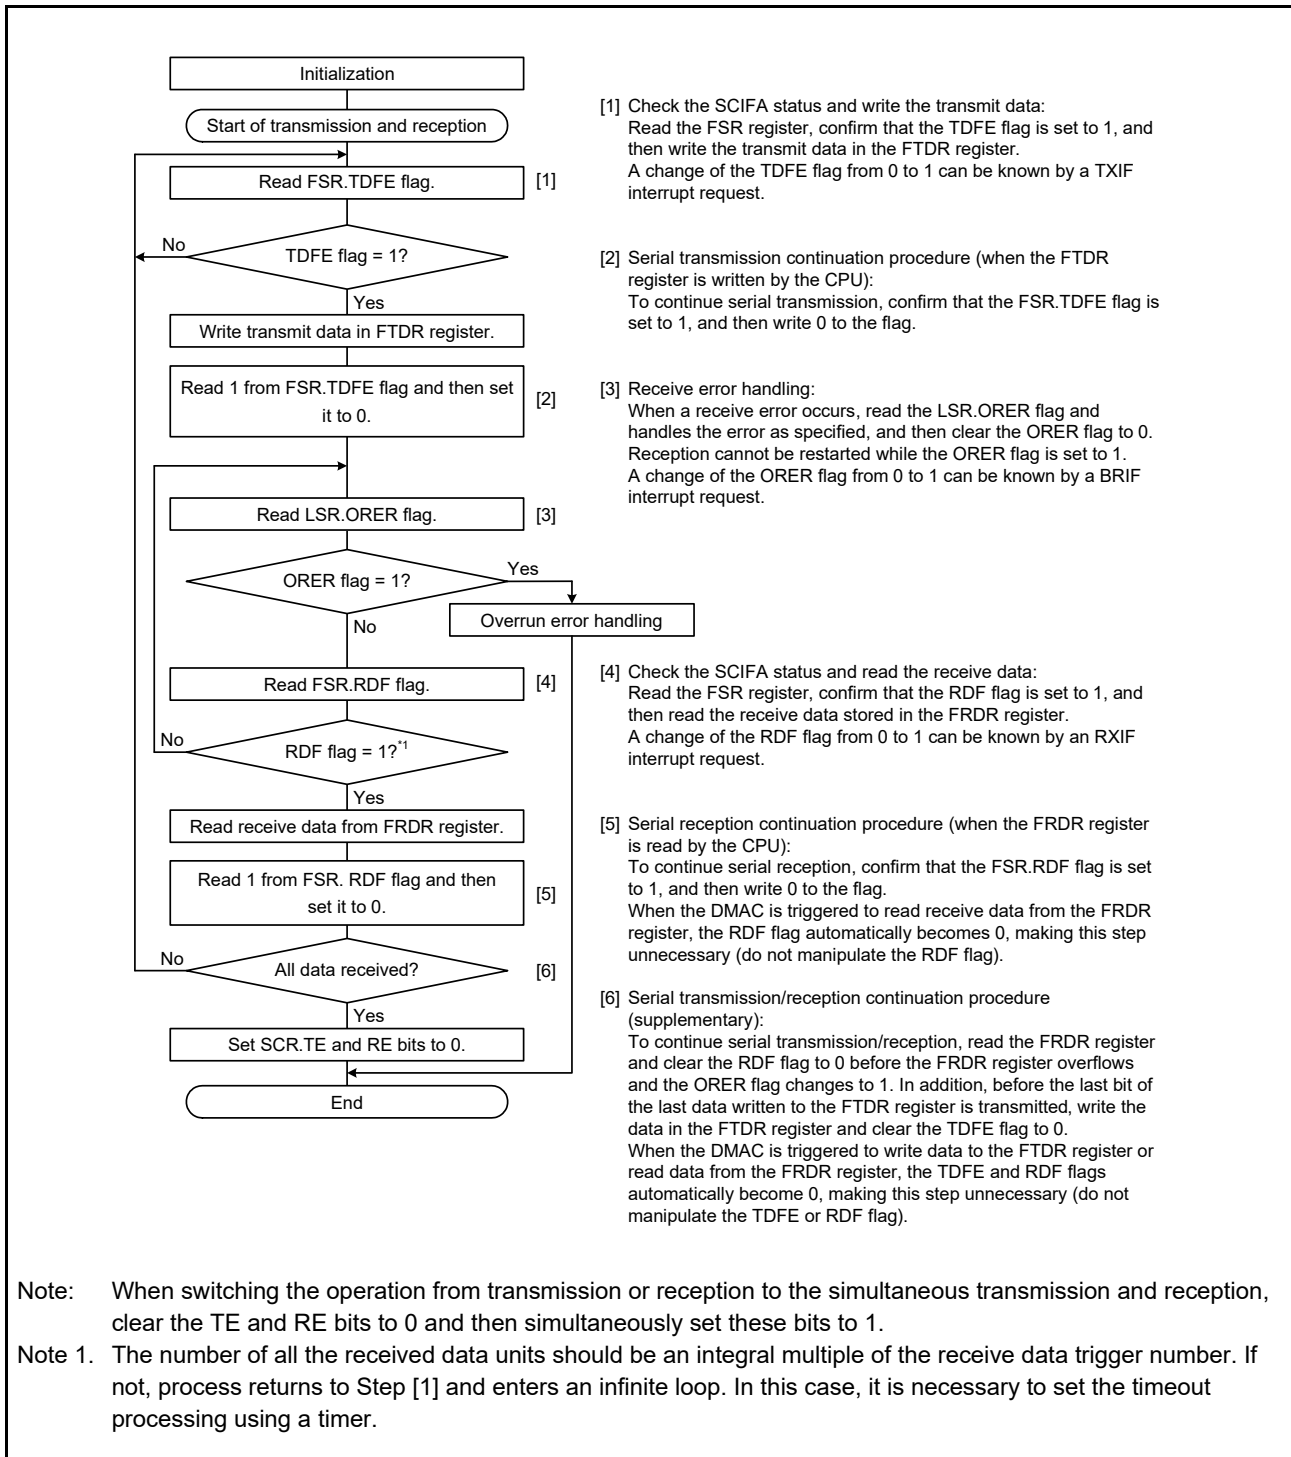 Initialization
Start of transmission and reception
Read FSR.TDFE flag.
[1]
No
TDFE flag = 1?
Yes
Write transmit data in FTDR register.
Read 1 from FSR.TDFE flag and then set
it to 0.
[2]
Read LSR.ORER flag.
[3]
ORER flag = 1?
Yes
Overrun error handling
No
Read FSR.RDF flag.
[4]
No
RDF flag = 1?*1
Yes
Read receive data from FRDR register.
Read 1 from FSR. RDF flag and then
set it to 0.
[5]
No
All data received?
[6]
Yes
Set SCR.TE and RE bits to 0.
End
[1] Check the SCIFA status and write the transmit data:
Read the FSR register, confirm that the TDFE flag is set to 1, and
then write the transmit data in the FTDR register.
A change of the TDFE flag from 0 to 1 can be known by a TXIF
interrupt request.
[2] Serial transmission continuation procedure (when the FTDR
register is written by the CPU):
To continue serial transmission, confirm that the FSR.TDFE flag is
set to 1, and then write 0 to the flag.
[3] Receive error handling:
When a receive error occurs, read the LSR.ORER flag and
handles the error as specified, and then clear the ORER flag to 0.
Reception cannot be restarted while the ORER flag is set to 1.
A change of the ORER flag from 0 to 1 can be known by a BRIF
interrupt request.
[4] Check the SCIFA status and read the receive data:
Read the FSR register, confirm that the RDF flag is set to 1, and
then read the receive data stored in the FRDR register.
A change of the RDF flag from 0 to 1 can be known by an RXIF
interrupt request.
[5] Serial reception continuation procedure (when the FRDR register
is read by the CPU):
To continue serial reception, confirm that the FSR.RDF flag is set
to 1, and then write 0 to the flag.
When the DMAC is triggered to read receive data from the FRDR
register, the RDF flag automatically becomes 0, making this step
unnecessary (do not manipulate the RDF flag).
[6] Serial transmission/reception continuation procedure
(supplementary):
To continue serial transmission/reception, read the FRDR register
and clear the RDF flag to 0 before the FRDR register overflows
and the ORER flag changes to 1. In addition, before the last bit of
the last data written to the FTDR register is transmitted, write the
data in the FTDR register and clear the TDFE flag to 0.
When the DMAC is triggered to write data to the FTDR register or
read data from the FRDR register, the TDFE and RDF flags
automatically become 0, making this step unnecessary (do not
manipulate the TDFE or RDF flag).
Note: When switching the operation from transmission or reception to the simultaneous transmission and reception,
clear the TE and RE bits to 0 and then simultaneously set these bits to 1.
Note 1. The number of all the received data units should be an integral multiple of the receive data trigger number. If
not, process returns to Step [1] and enters an infinite loop. In this case, it is necessary to set the timeout
processing using a timer.